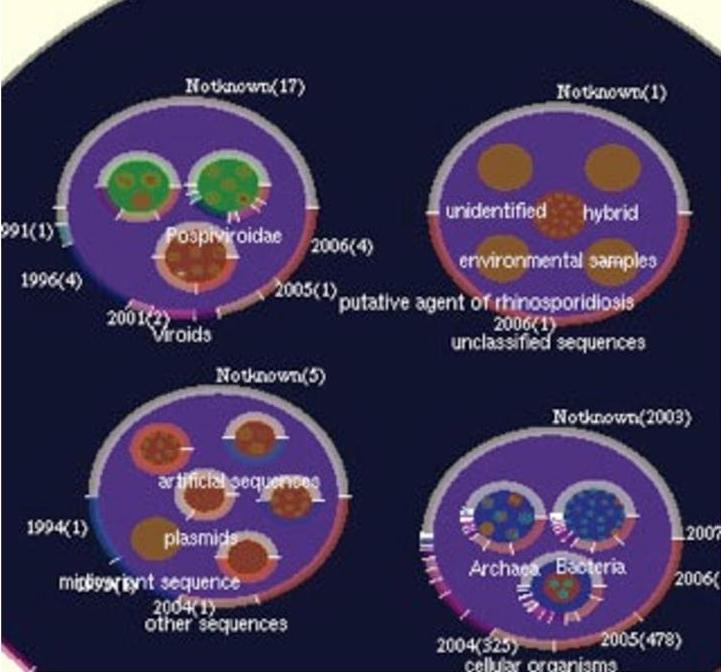 Notknown(17)
Notknown(1)
991(1)
Pospiviroidae
2006(4)
1996(4)
2005(1)
2001(2)
Viroids
unidentified
hybrid
environmental samples
putative agent of rhinosporidiosis
2006(1)
unclassified sequences
Notknown(5)
artificial sequences
1994(1)
plasmids
sequence
2004(1)
other sequences
Notknown(2003)
2007
Archaea
Bacteria
2006(
2004(325)
2005(478)
cellular organisms